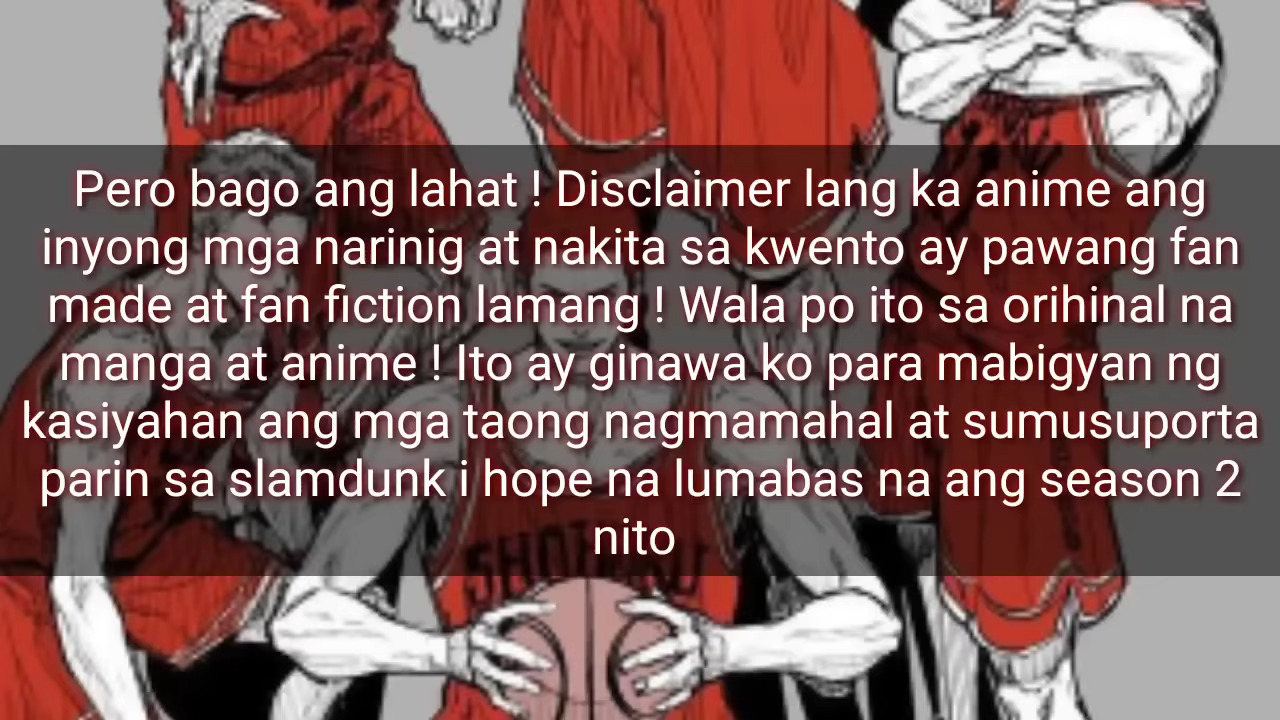 Pero bago ang lahat ! Disclaimer lang ka anime ang
inyong mga narinig at nakita sa kwento ay pawang fan
made at fan fiction lamang ! Wala po ito sa orihinal na
manga at anime ! Ito ay ginawa ko para mabigyan ng
kasiyahan ang mga taong nagmamahal at sumusuporta
parin sa slamdunk i hope na lumabas na ang season 2
nito
SHOHOKU